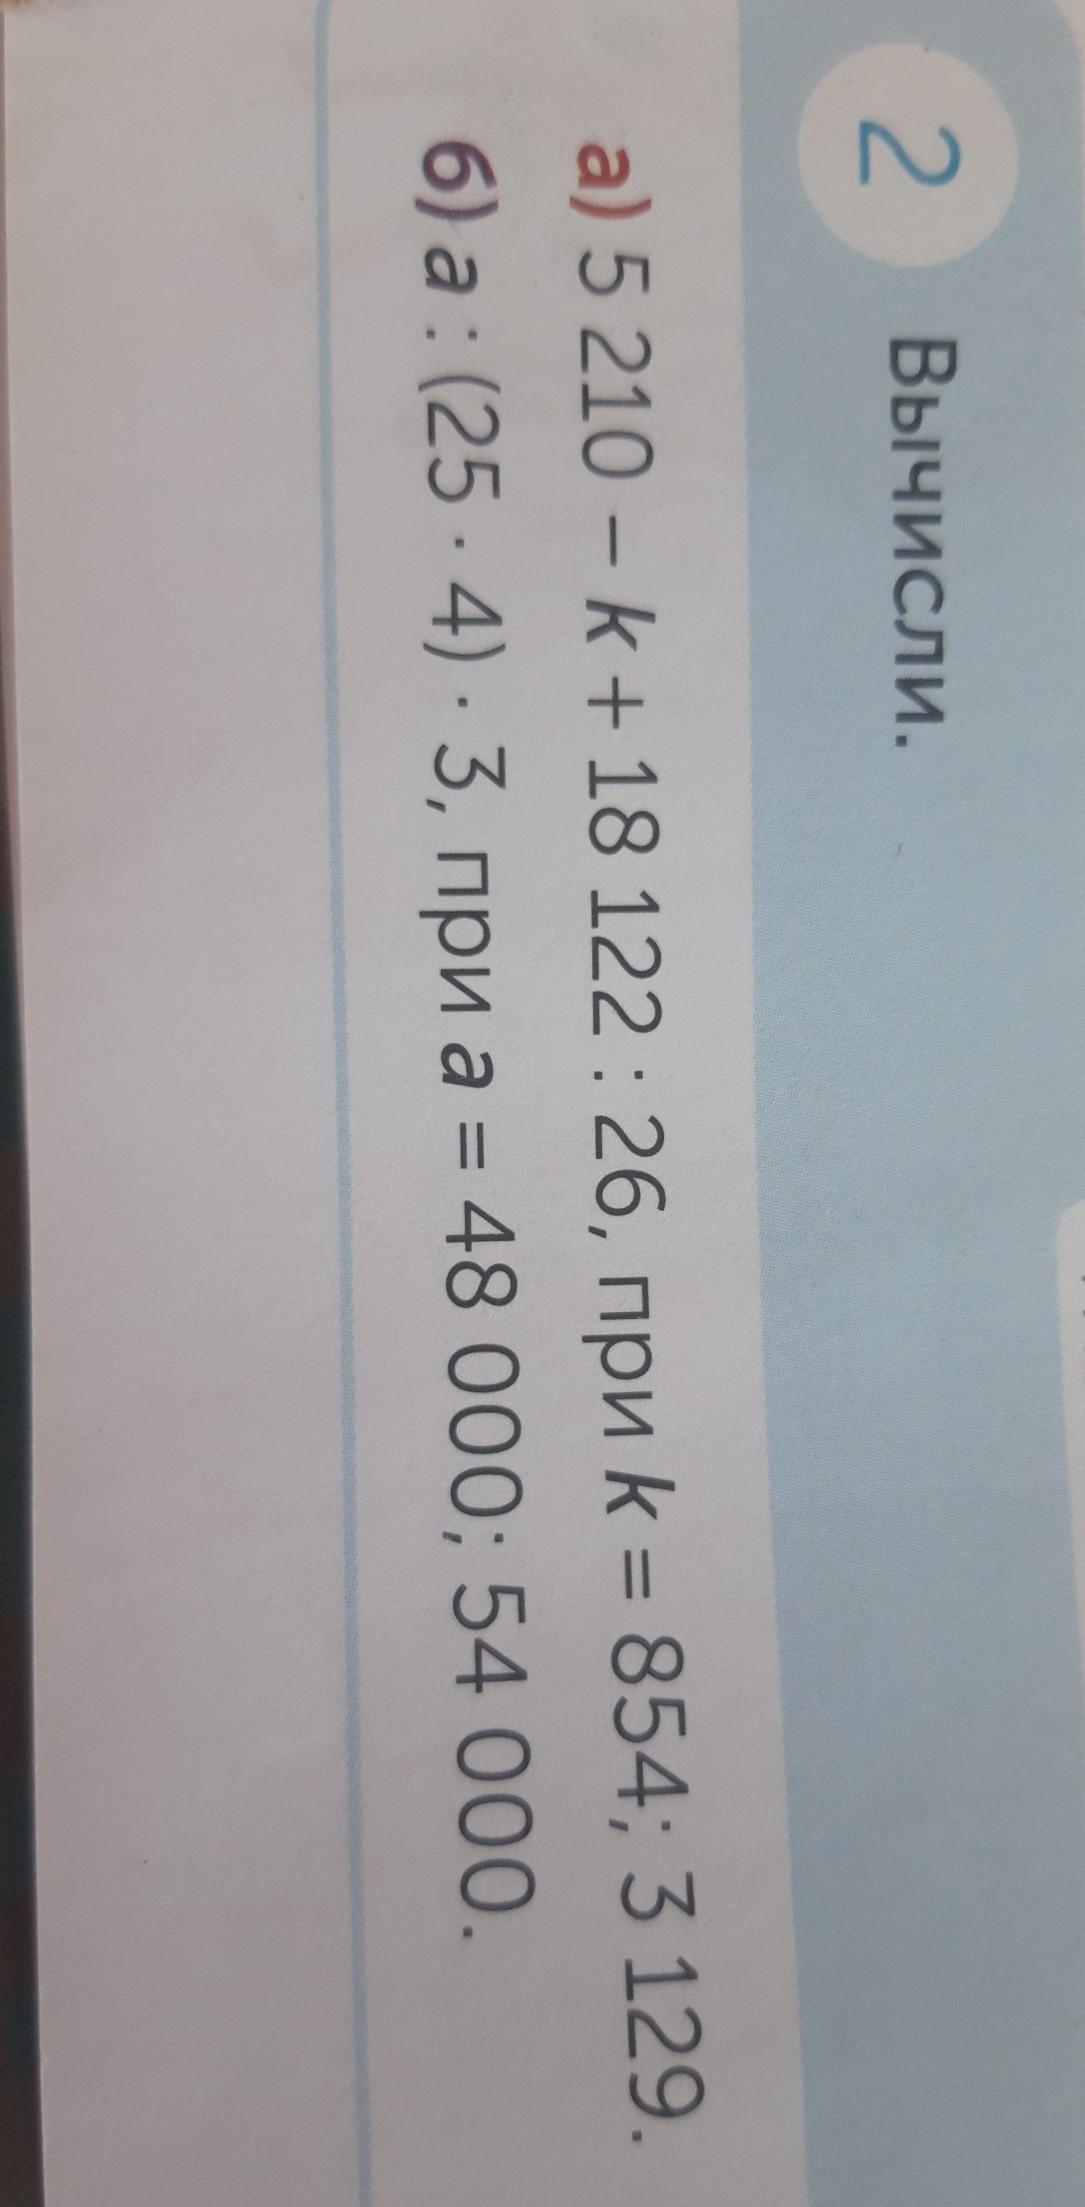 2 Вычисли.
а) 5 210 – k + 18 122 : 26, при k = 854; 3 129.
б) a : (25 · 4) · 3, при a = 48 000; 54 000.